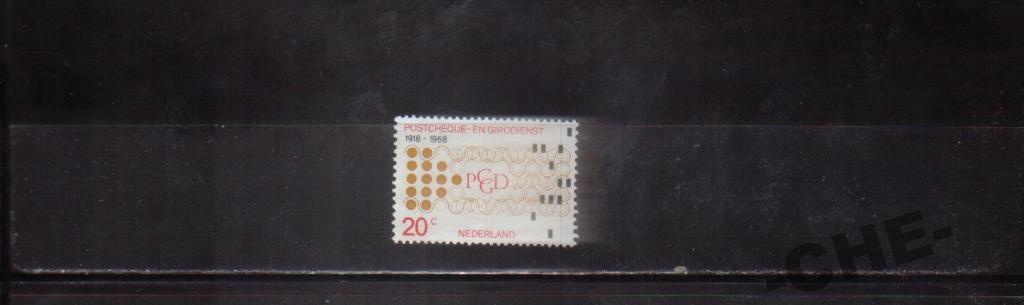 POSTCHEQUE- EN GIRODIENST
1918 - 1968
PCGD
20c
NEDERLAND
-CHE-